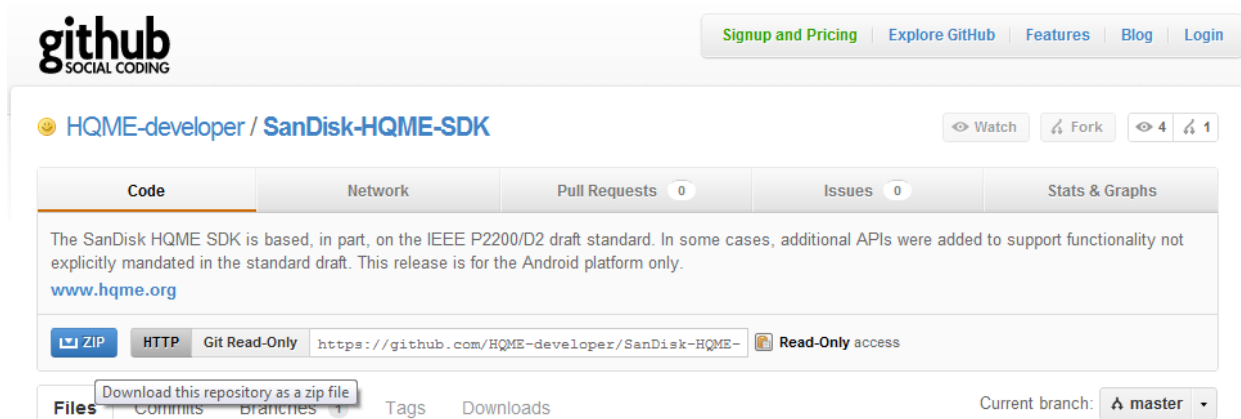 github
SOCIAL CODING
Signup and Pricing Explore GitHub Features Blog Login
HQME-developer / SanDisk-HQME-SDK
Watch Fork 4 1
Code Network Pull Requests 0 Issues 0 Stats & Graphs
The SanDisk HQME SDK is based, in part, on the IEEE P2200/D2 draft standard. In some cases, additional APIs were added to support functionality not
explicitly mandated in the standard draft. This release is for the Android platform only.
www.hqme.org
ZIP HTTP Git Read-Only https://github.com/HQME-developer/SanDisk-HQME- Read-Only access
Download this repository as a zip file
Files Commits Branches 1 Tags Downloads Current branch: master